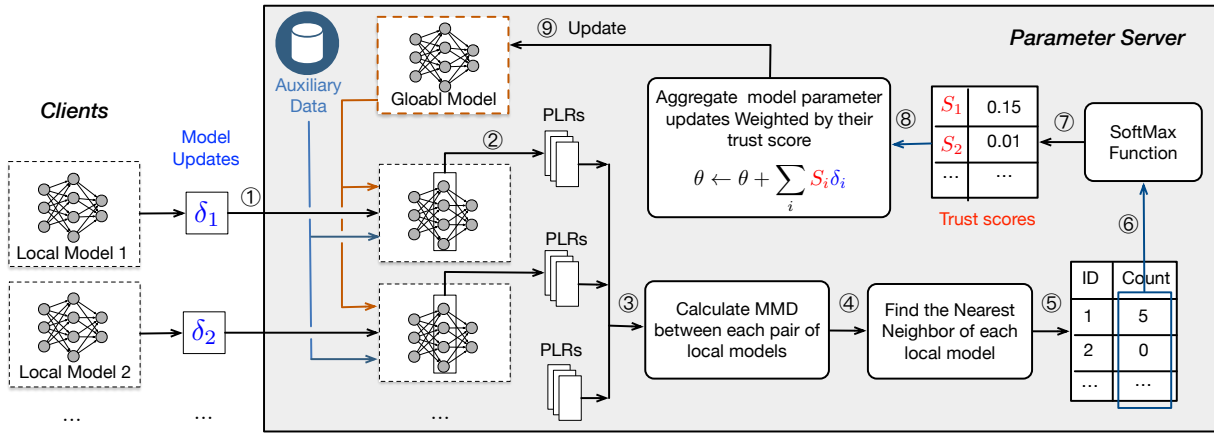 Clients
Model
Updates
Local Model 1
δ1
①
Local Model 2
δ2
...
...
Parameter Server
Auxiliary
Data
Gloabl Model
⑨ Update
②
PLRs
PLRs
PLRs
...
③
Calculate MMD
between each pair of
local models
④
Find the Nearest
Neighbor of each
local model
⑤
ID Count
1 5
2 0
... ...
⑥
SoftMax
Function
⑦
S1 0.15
S2 0.01
... ...
Trust scores
⑧
Aggregate model parameter
updates Weighted by their
trust score
θ ← θ + ∑i Siδi